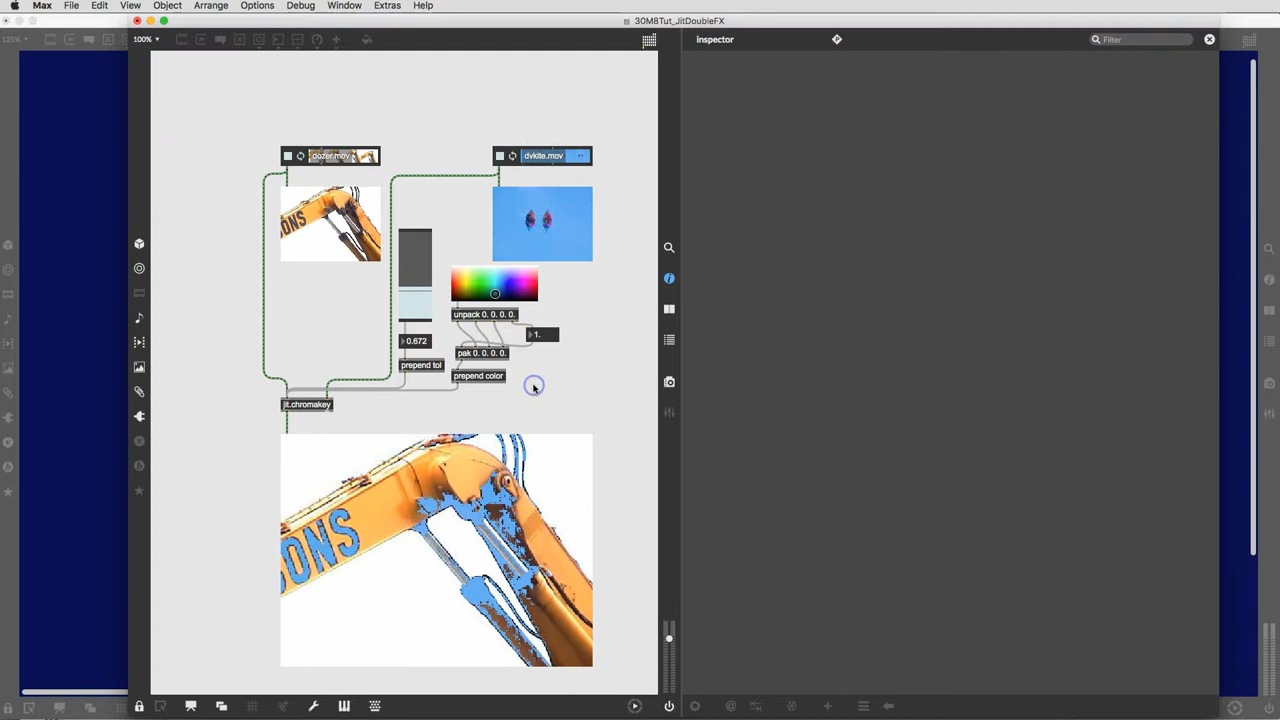 Max File Edit View Object Arrange Options Debug Window Extras Help
30M8Tut_JitDoubleFX
125%
100%
inspector
Filter
dozer.mov
dvkite.mov
ONS
unpack 0. 0. 0. 0.
1.
0.672
pak 0. 0. 0. 0.
prepend tol
prepend color
jit.chromakey
ONS